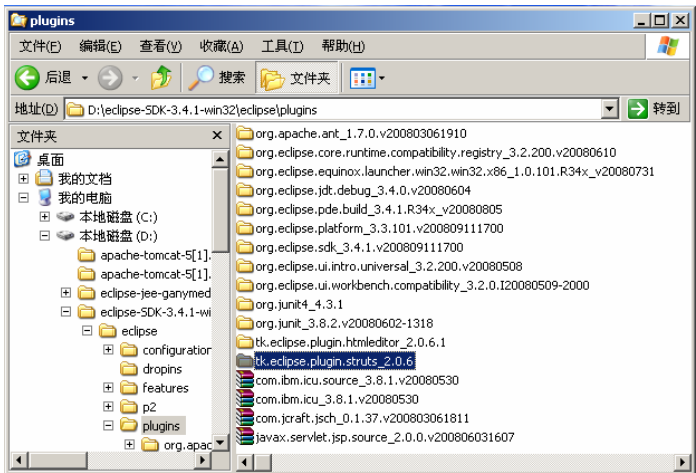 plugins
文件(F) 编辑(E) 查看(V) 收藏(A) 工具(T) 帮助(H)
后退 搜索 文件夹
地址(D) D:\eclipse-SDK-3.4.1-win32\eclipse\plugins 转到
文件夹
桌面
我的文档
我的电脑
本地磁盘 (C:)
本地磁盘 (D:)
apache-tomcat-5[1].
apache-tomcat-5[1].
eclipse-jee-ganymed
eclipse-SDK-3.4.1-wi
eclipse
configuration
dropins
features
p2
plugins
org.apac
org.apache.ant_1.7.0.v200803061910
org.eclipse.core.runtime.compatibility.registry_3.2.200.v20080610
org.eclipse.equinox.launcher.win32.win32.x86_1.0.101.R34x_v20080731
org.eclipse.jdt.debug_3.4.0.v20080604
org.eclipse.pde.build_3.4.1.R34x_v20080805
org.eclipse.platform_3.3.101.v200809111700
org.eclipse.sdk_3.4.1.v200809111700
org.eclipse.ui.intro.universal_3.2.200.v20080508
org.eclipse.ui.workbench.compatibility_3.2.0.I20080509-2000
org.junit4_4.3.1
org.junit_3.8.2.v20080602-1318
tk.eclipse.plugin.htmleditor_2.0.6.1
tk.eclipse.plugin.struts_2.0.6
com.ibm.icu.source_3.8.1.v20080530
com.ibm.icu_3.8.1.v20080530
com.jcraft.jsch_0.1.37.v200803061811
javax.servlet.jsp.source_2.0.0.v200806031607